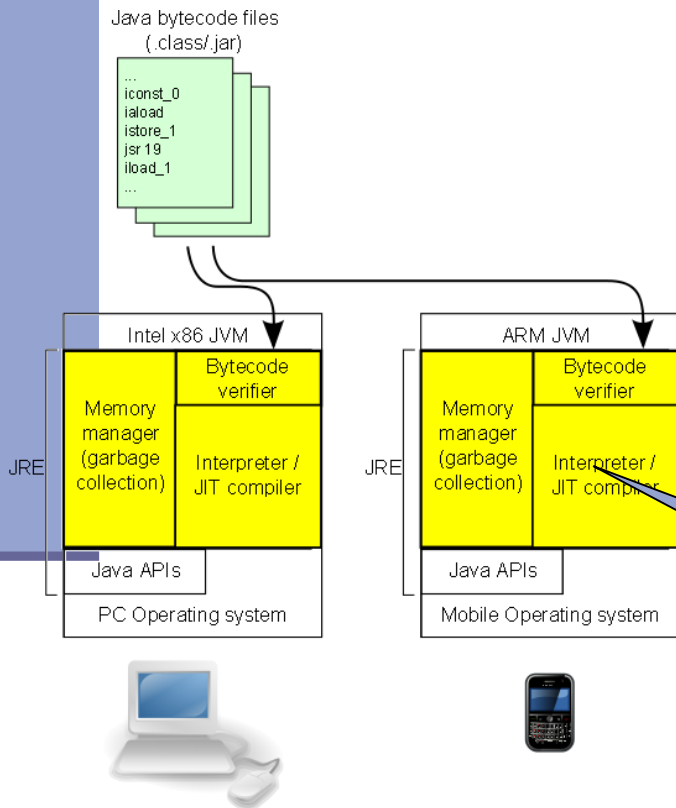 Java bytecode files
(.class/.jar)
...
iconst_0
iaload
istore_1
jsr 19
iload_1
...
Intel x86 JVM
Bytecode
verifier
Memory
manager
(garbage
collection)
Interpreter /
JIT compiler
JRE
Java APIs
PC Operating system
ARM JVM
Bytecode
verifier
Memory
manager
(garbage
collection)
Interpreter /
JIT compiler
JRE
Java APIs
Mobile Operating system